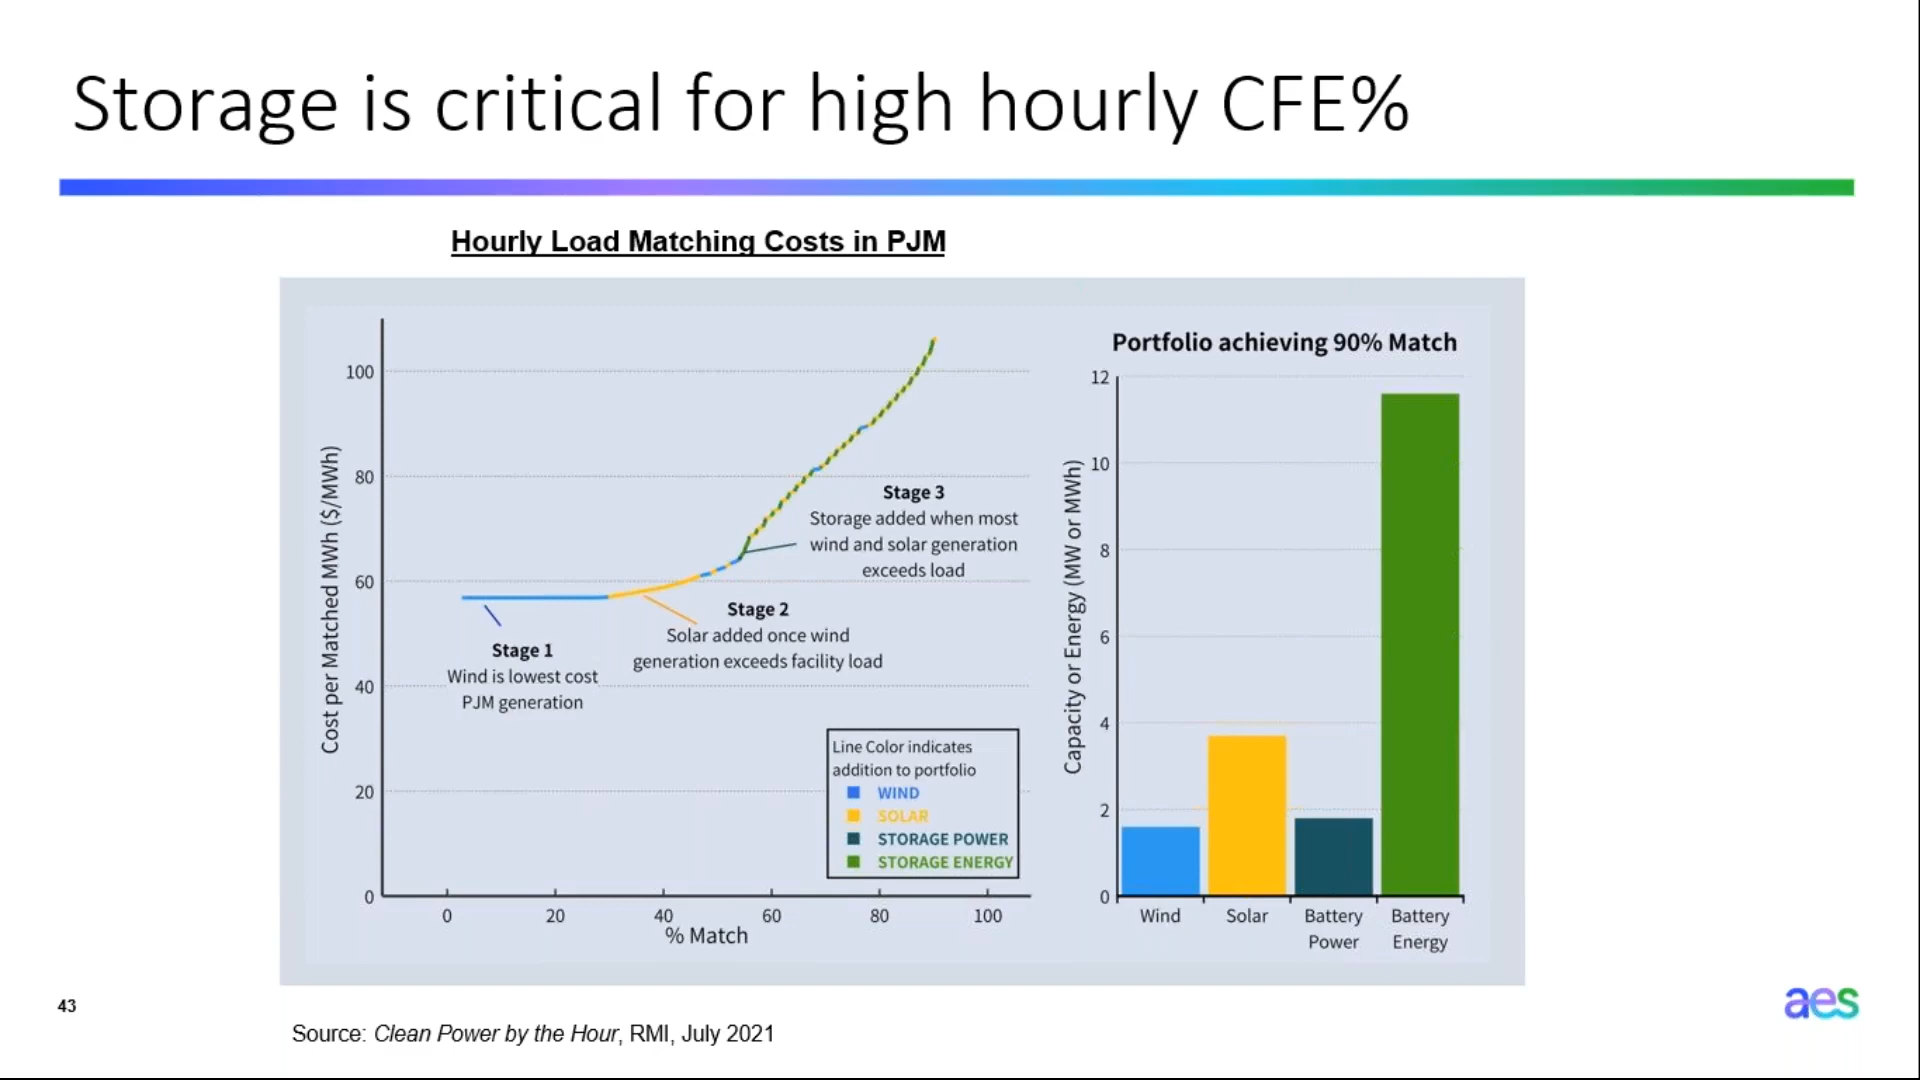 Storage is critical for high hourly CFE%
Hourly Load Matching Costs in PJM
Cost per Matched MWh ($/MWh)
100
80
60
40
20
0
0 20 40 60 80 100
% Match
Stage 1
Wind is lowest cost
PJM generation
Stage 2
Solar added once wind
generation exceeds facility load
Stage 3
Storage added when most
wind and solar generation
exceeds load
Line Color indicates
addition to portfolio
WIND
SOLAR
STORAGE POWER
STORAGE ENERGY
Portfolio achieving 90% Match
Capacity or Energy (MW or MWh)
12
10
8
6
4
2
0
Wind Solar Battery Battery
Power Energy
43
aes
Source: Clean Power by the Hour, RMI, July 2021